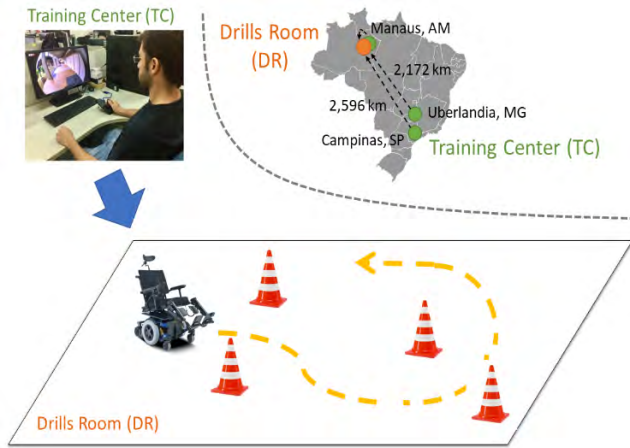 Training Center (TC)
Drills Room
(DR)
Manaus, AM
2,172 km
2,596 km
Uberlandia, MG
Campinas, SP
Training Center (TC)
Drills Room (DR)